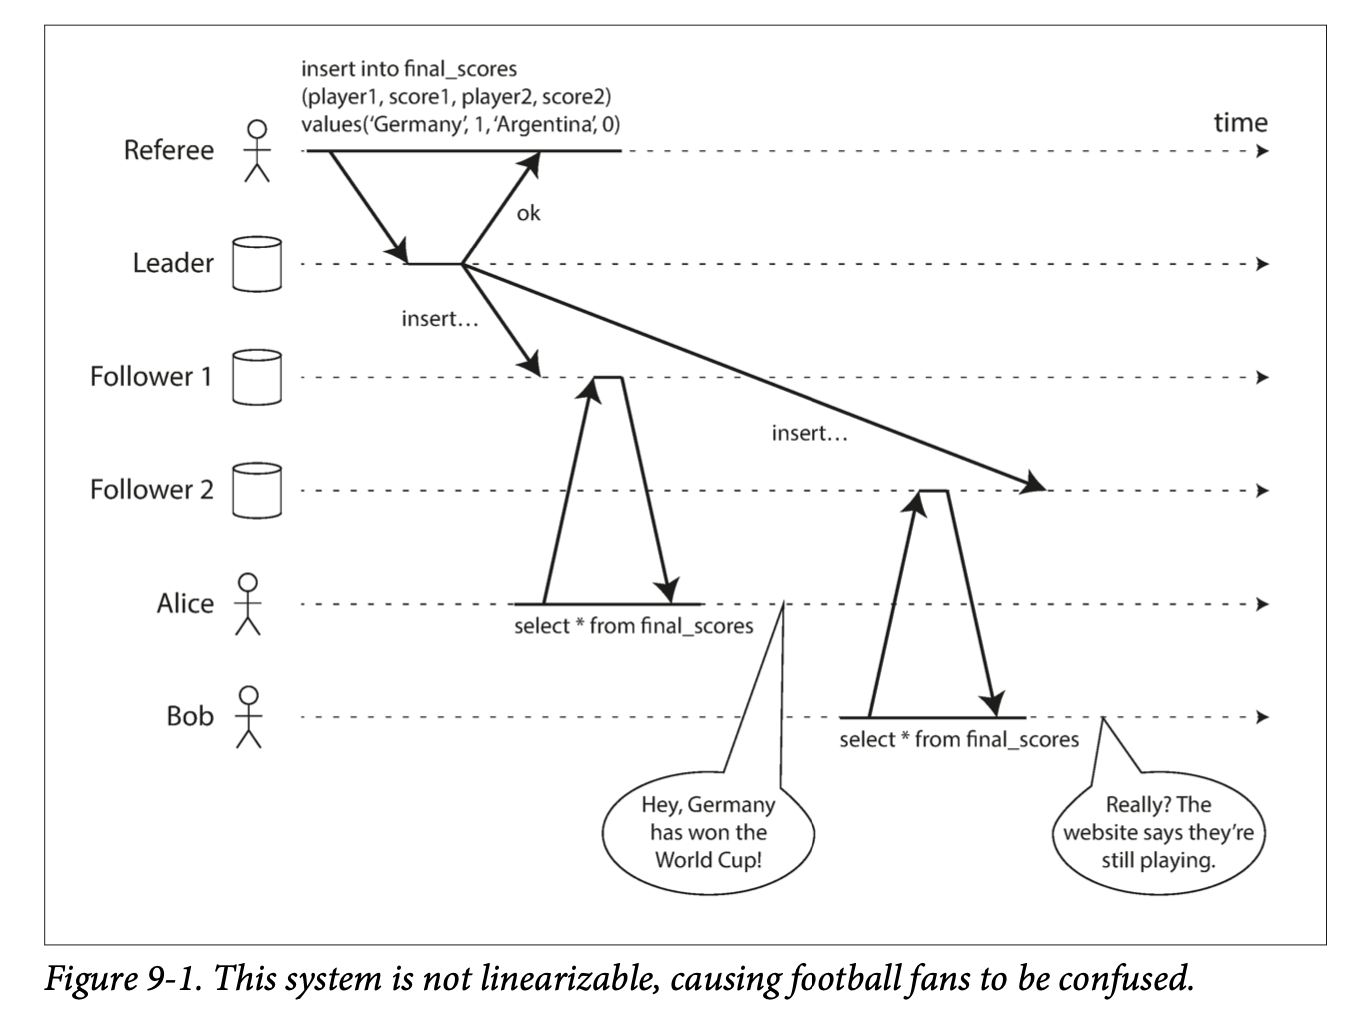 insert into final_scores
(player1, score1, player2, score2)
values(‘Germany’, 1, ‘Argentina’, 0)
time
Referee
ok
Leader
insert...
Follower 1
insert...
Follower 2
Alice
select * from final_scores
Bob
select * from final_scores
Hey, Germany
has won the
World Cup!
Really? The
website says they’re
still playing.
Figure 9-1. This system is not linearizable, causing football fans to be confused.